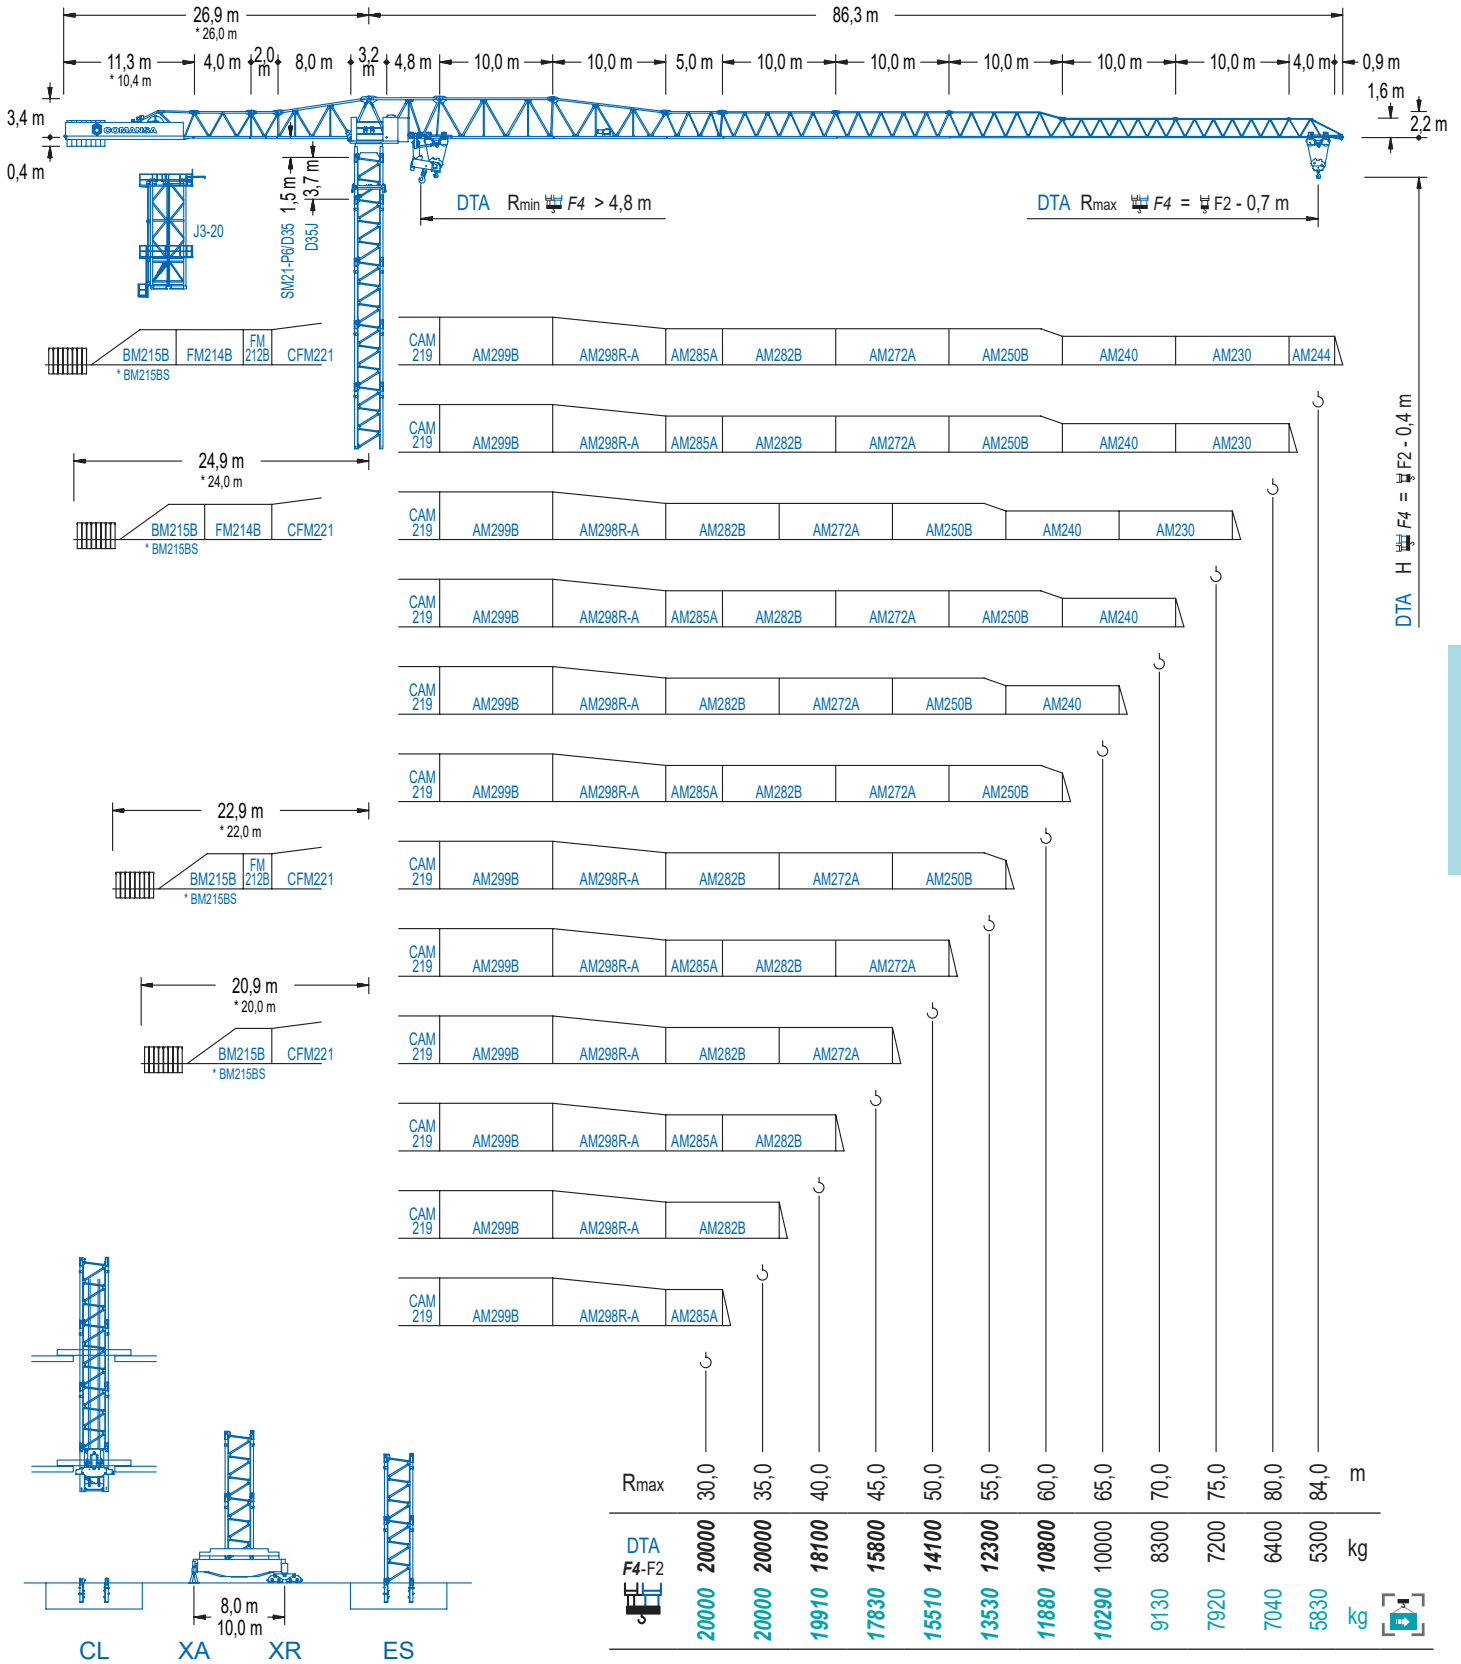 26,9 m
* 26,0 m
86,3 m
11,3 m
* 10,4 m
4,0 m
2,0 m
8,0 m
3,2 m
4,8 m
10,0 m
10,0 m
5,0 m
10,0 m
10,0 m
10,0 m
10,0 m
10,0 m
4,0 m
0,9 m
1,6 m
2,2 m
3,4 m
0,4 m
COMANSA
J3-20
1,5 m
3,7 m
SM21-P6/D35
D35J
DTA Rmin F4 > 4,8 m
DTA Rmax F4 = F2 - 0,7 m
DTA H F4 = F2 - 0,4 m
BM215B FM214B FM 212B CFM221
* BM215BS
CAM 219 AM299B AM298R-A AM285A AM282B AM272A AM250B AM240 AM230 AM244
CAM 219 AM299B AM298R-A AM285A AM282B AM272A AM250B AM240 AM230
24,9 m
* 24,0 m
BM215B FM214B CFM221
* BM215BS
CAM 219 AM299B AM298R-A AM282B AM272A AM250B AM240 AM230
CAM 219 AM299B AM298R-A AM285A AM282B AM272A AM250B AM240
CAM 219 AM299B AM298R-A AM282B AM272A AM250B AM240
CAM 219 AM299B AM298R-A AM285A AM282B AM272A AM250B
22,9 m
* 22,0 m
BM215B FM 212B CFM221
* BM215BS
CAM 219 AM299B AM298R-A AM282B AM272A AM250B
CAM 219 AM299B AM298R-A AM285A AM282B AM272A
20,9 m
* 20,0 m
BM215B CFM221
* BM215BS
CAM 219 AM299B AM298R-A AM282B AM272A
CAM 219 AM299B AM298R-A AM285A AM282B
CAM 219 AM299B AM298R-A AM282B
CAM 219 AM299B AM298R-A AM285A
Rmax 30,0 35,0 40,0 45,0 50,0 55,0 60,0 65,0 70,0 75,0 80,0 84,0 m
DTA
F4-F2
20000 20000 18100 15800 14100 12300 10800 10000 8300 7200 6400 5300 kg
20000 20000 19910 17830 15510 13530 11880 10290 9130 7920 7040 5830 kg
8,0 m
10,0 m
CL XA XR ES